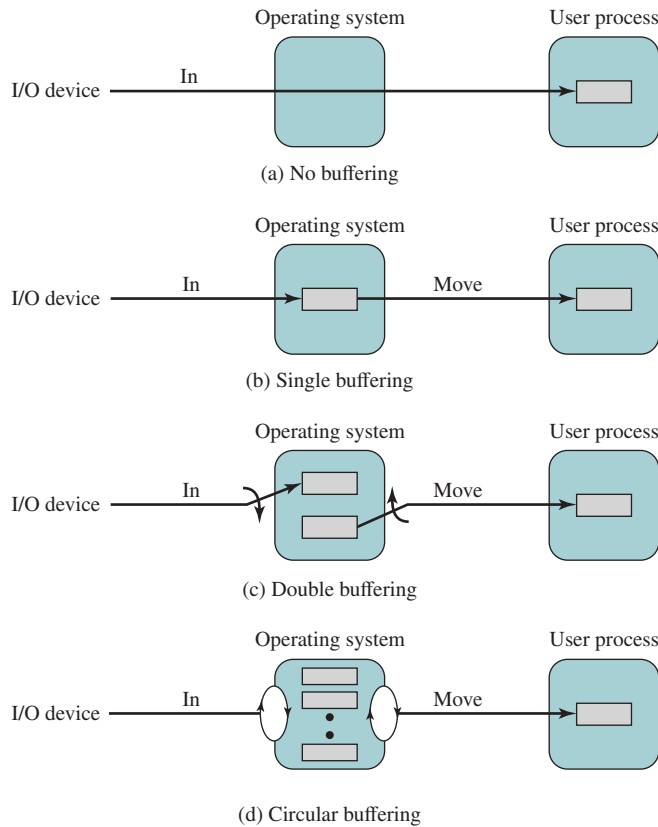 Operating system
User process
In
I/O device
(a) No buffering
Operating system
User process
In
Move
I/O device
(b) Single buffering
Operating system
User process
In
Move
I/O device
(c) Double buffering
Operating system
User process
In
Move
I/O device
(d) Circular buffering